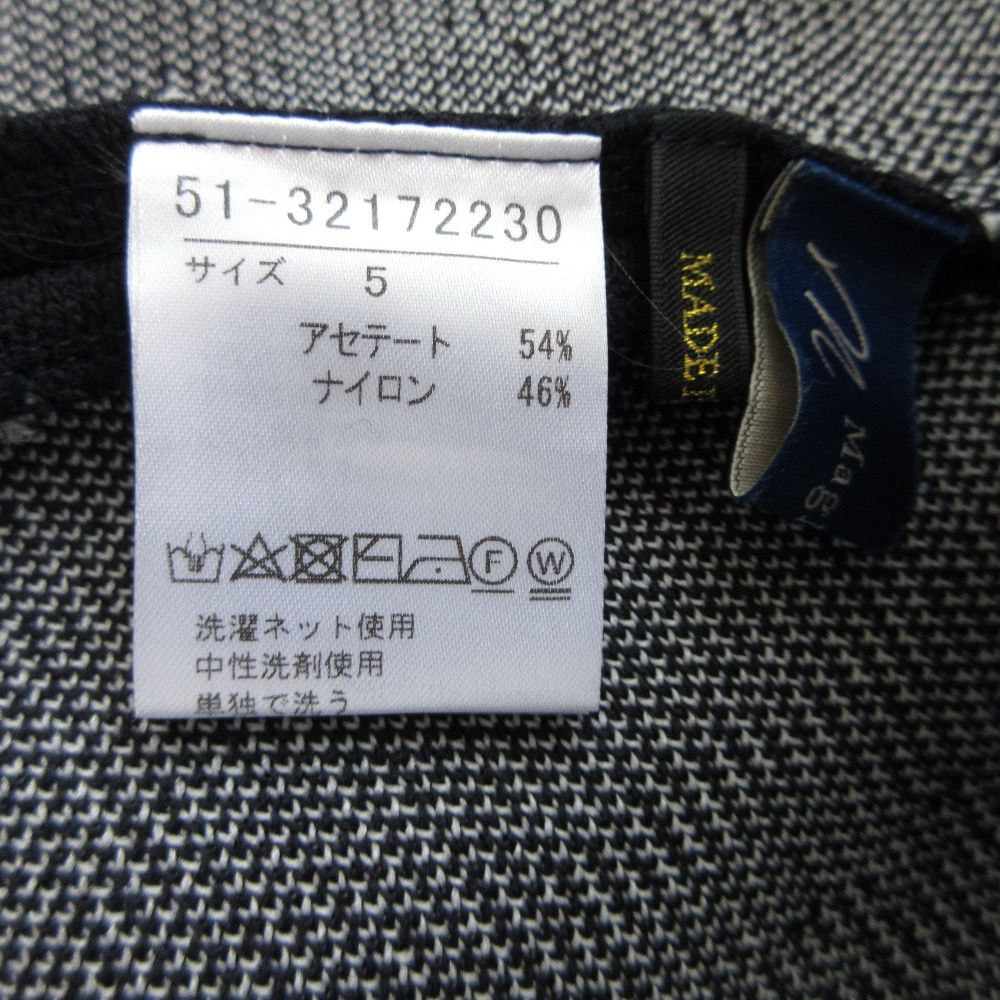 51-32172230
サイズ 5
アセテート 54%
ナイロン 46%
F W
洗濯ネット使用
中性洗剤使用
単独で洗う
MADE
M
Mag